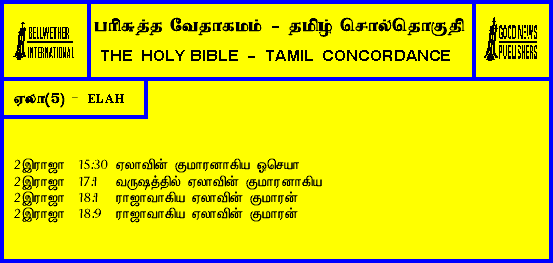 BELLWETHER
INTERNATIONAL
பரிசுத்த வேதாகமம் - தமிழ் சொல்தொகுதி
THE HOLY BIBLE - TAMIL CONCORDANCE
GOOD NEWS
PUBLISHERS
ஏலா(5) - ELAH
2இராஜா 15:30 ஏலாவின் குமாரனாகிய ஓசெயா
2இராஜா 17:1 வருஷத்தில் ஏலாவின் குமாரனாகிய
2இராஜா 18:1 ராஜாவாகிய ஏலாவின் குமாரன்
2இராஜா 18:9 ராஜாவாகிய ஏலாவின் குமாரன்